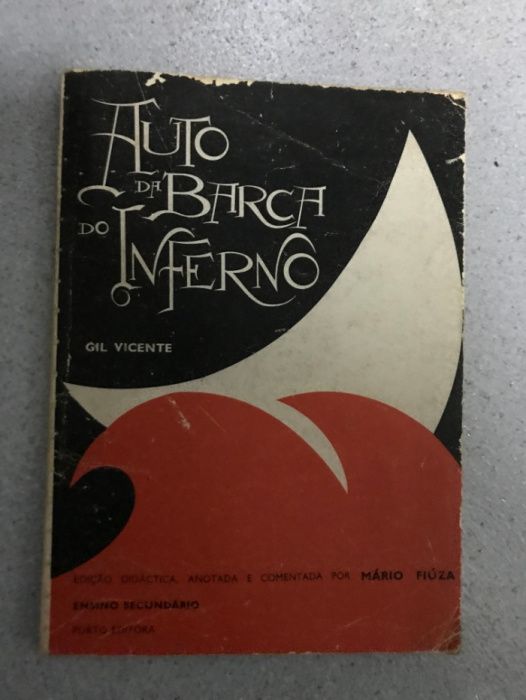 AUTO
DA BARCA
DO INFERNO
GIL VICENTE
EDIÇÃO DIDÁCTICA, ANOTADA E COMENTADA POR MÁRIO FIÚZA
ENSINO SECUNDÁRIO
PORTO EDITORA